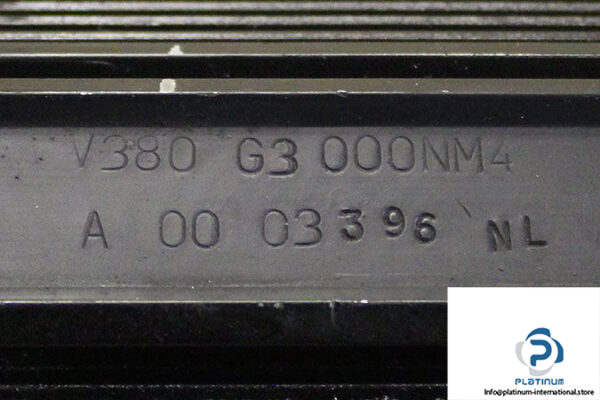 V380 G3 000NM4
A 00 03396 NL
PLATINUM
Info@platinum-international.store